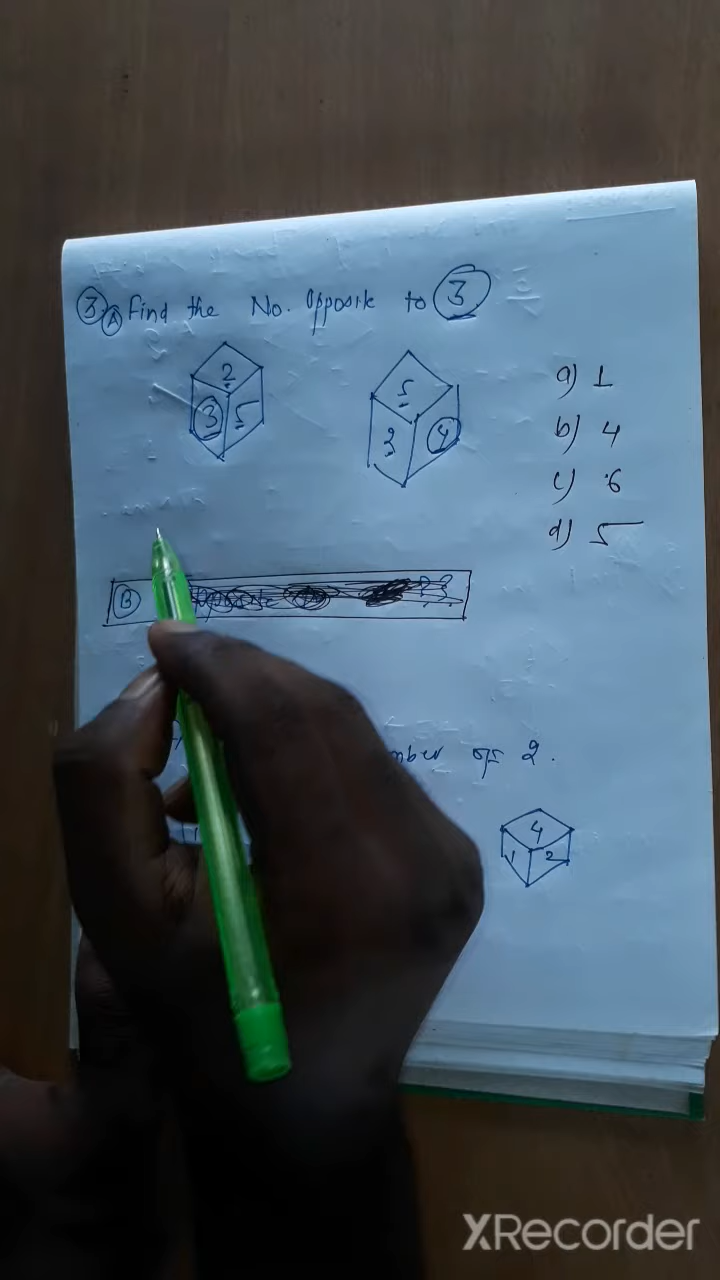 3 A Find the No. Opposite to 3
2
3 5
5
3 4
a) 1
b) 4
c) 6
d) 5
B
of 2.
4
1 2
XRecorder